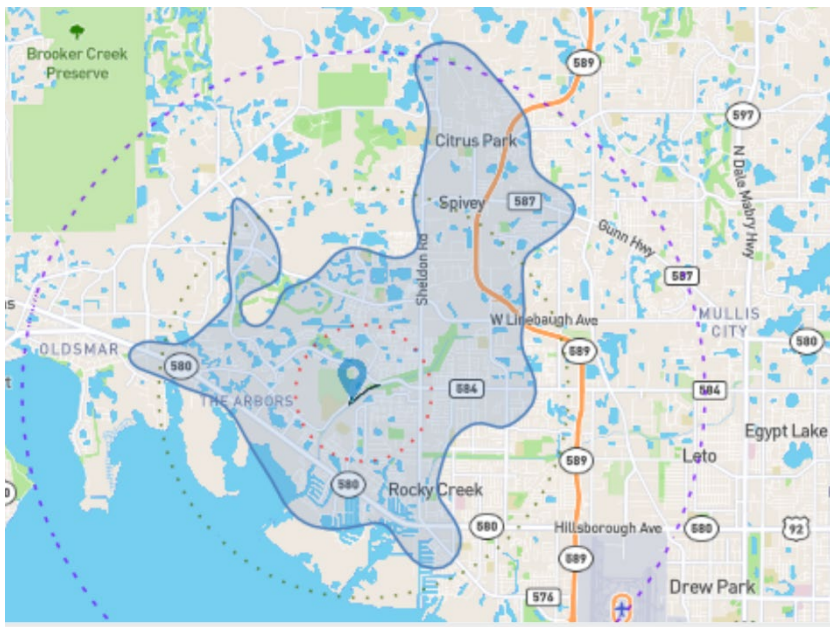 Brooker Creek
Preserve
589
597
Citrus Park
N Dale Mabry Hwy
Spivey
587
Gunn Hwy
Sheldon Rd
587
MULLIS
CITY
W Linebaugh Ave
OLDSMAR
580
589
580
THE ARBORS
584
584
Egypt Lake
Leto
589
580
Rocky Creek
580
Hillsborough Ave
580
92
589
576
Drew Park